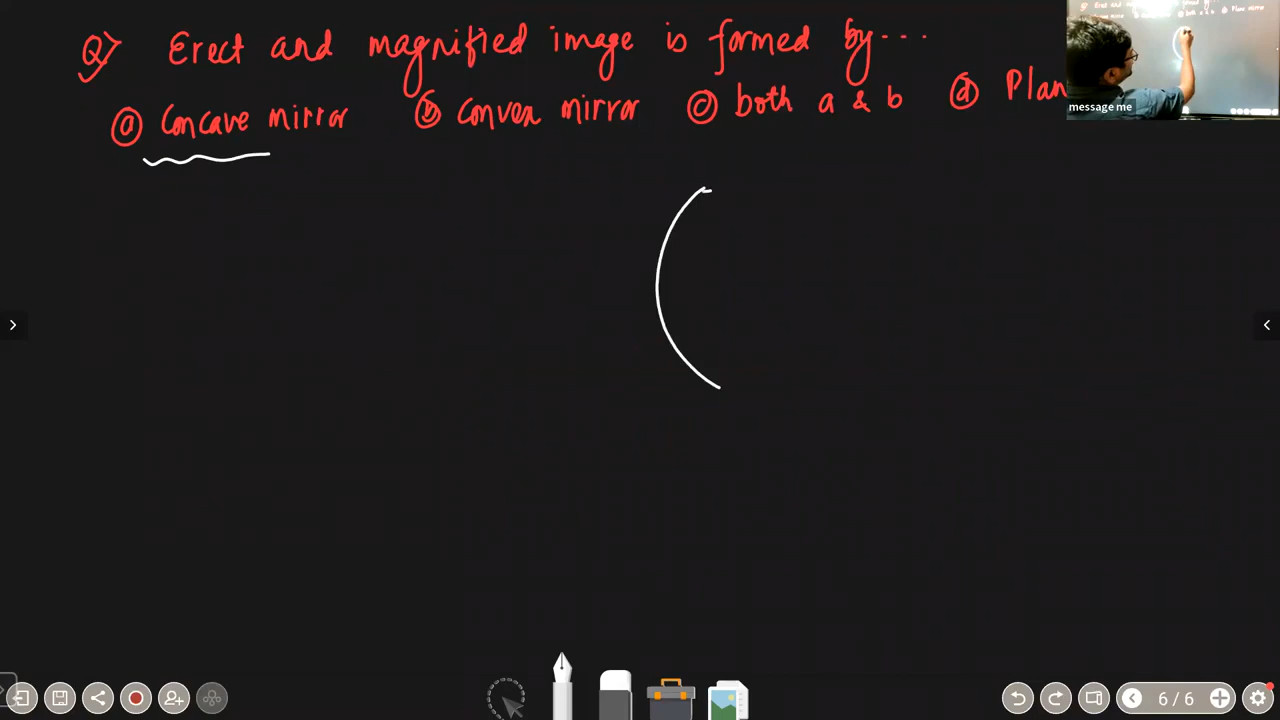 Q> Erect and magnified image is formed by---
ⓐ Concave mirror ⓑ convex mirror ⓒ both a & b ⓓ Plan
message me
6/6